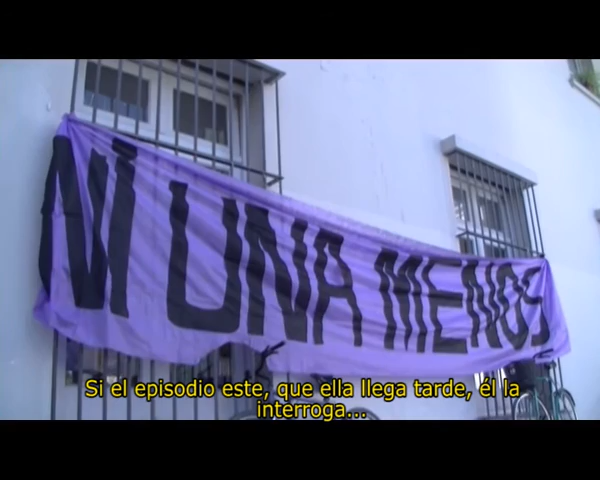 NI UNA MENOS
Si el episodio este, que ella llega tarde, él la
interroga...